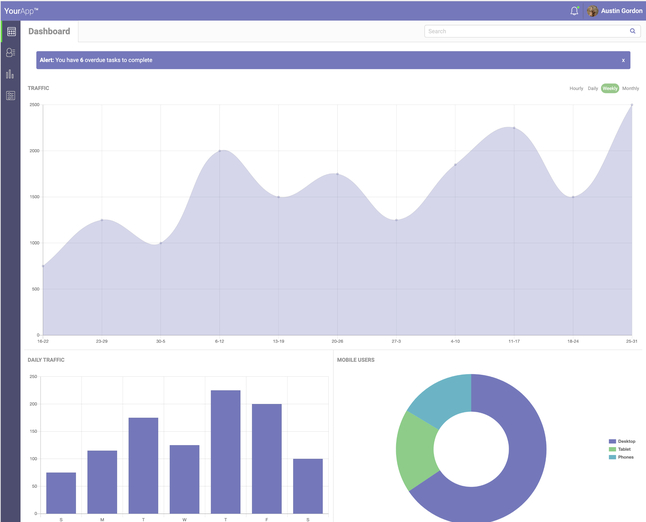 YourApp™
Austin Gordon
Dashboard
Search
Alert: You have 6 overdue tasks to complete
x
TRAFFIC
Hourly Daily Weekly Monthly
2500
2000
1500
1000
500
0
16-22 23-29 30-5 6-12 13-19 20-26 27-3 4-10 11-17 18-24 25-31
DAILY TRAFFIC
250
200
150
100
50
0
S M T W T F S
MOBILE USERS
Desktop
Tablet
Phones